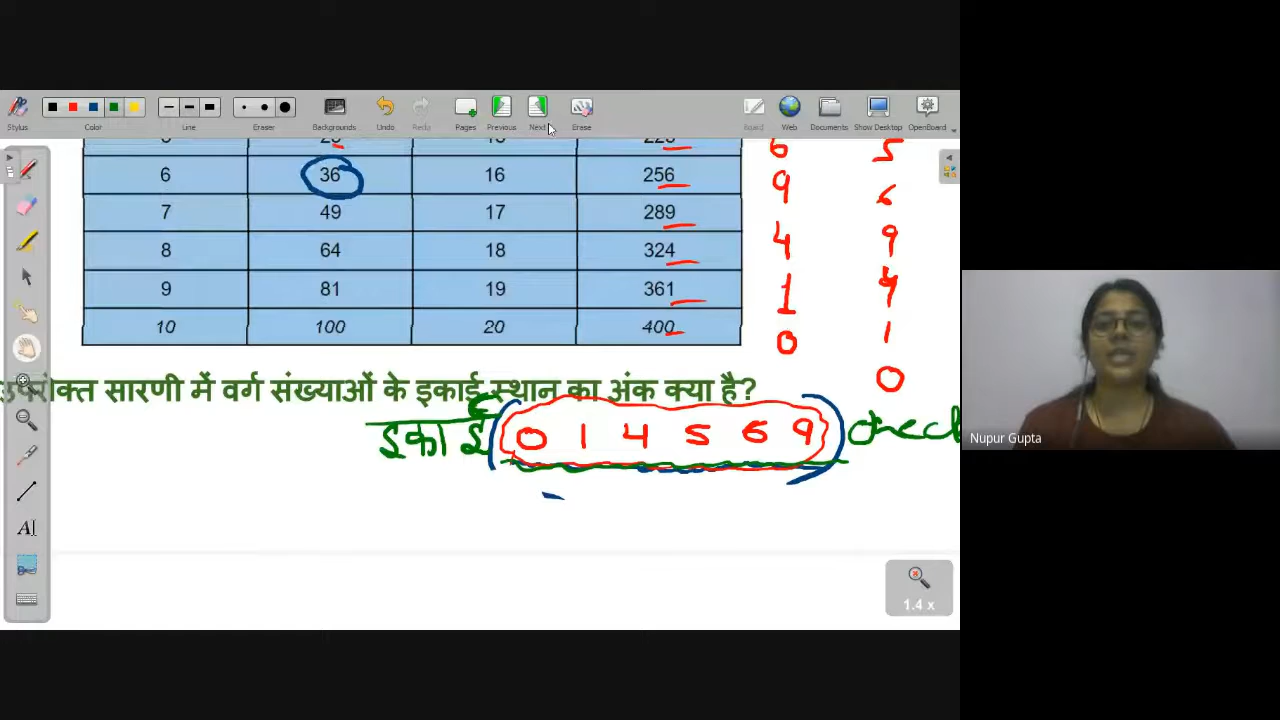 Stylus Color Line Eraser Backgrounds Undo Redo Pages Previous Next Erase Board Web Documents Show Desktop OpenBoard
6 5
6 36 16 256 9 6
7 49 17 289 4 9
8 64 18 324 1 4
9 81 19 361 0 1
10 100 20 400 0
उपरोक्त सारणी में वर्ग संख्याओं के इकाई स्थान का अंक क्या है?
इकाई (0 1 4 5 6 9) check
Nupur Gupta
1.4 x